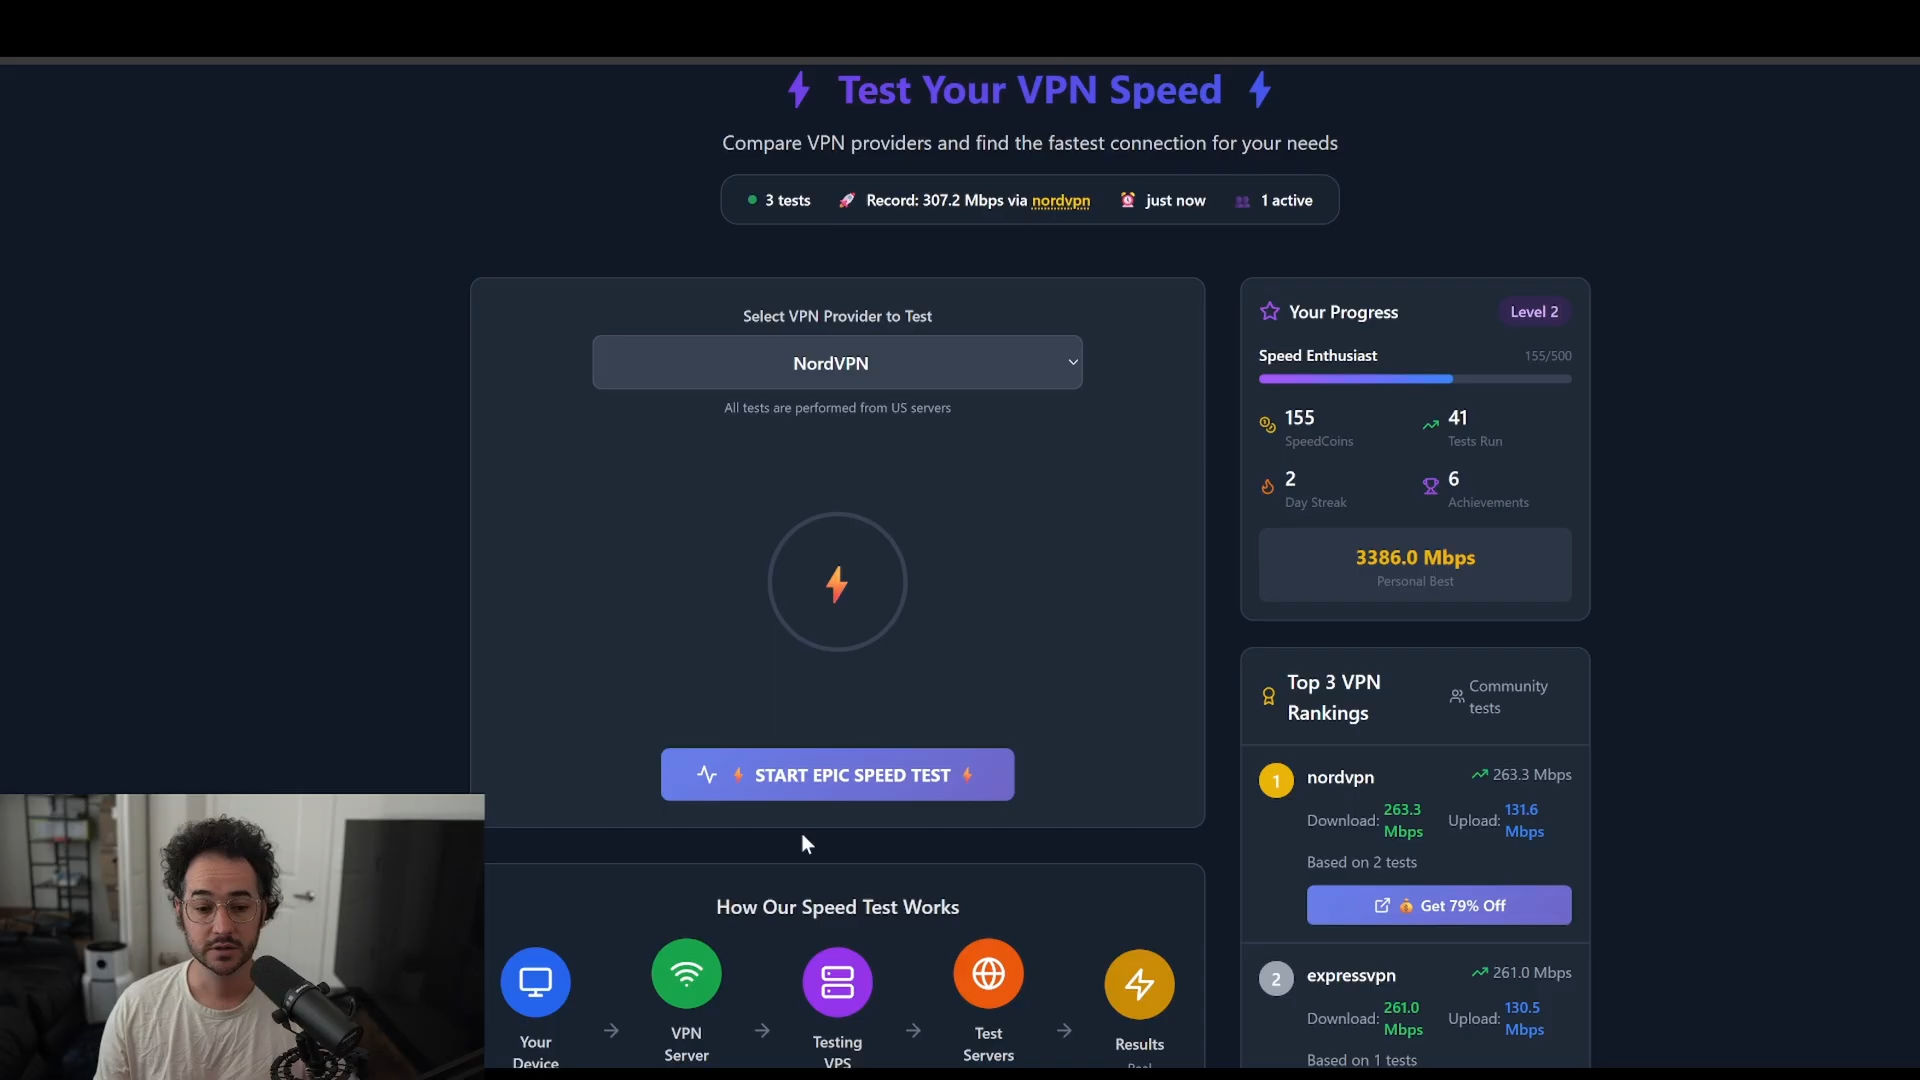 Test Your VPN Speed
Compare VPN providers and find the fastest connection for your needs
3 tests Record: 307.2 Mbps via nordvpn just now 1 active
Select VPN Provider to Test
NordVPN
All tests are performed from US servers
START EPIC SPEED TEST
How Our Speed Test Works
Your
Device
VPN
Server
Testing
VPS
Test
Servers
Results
Your Progress
Level 2
Speed Enthusiast
155/500
155
SpeedCoins
41
Tests Run
2
Day Streak
6
Achievements
3386.0 Mbps
Personal Best
Top 3 VPN
Rankings
Community
tests
1
nordvpn
263.3 Mbps
Download: 263.3
Mbps
Upload: 131.6
Mbps
Based on 2 tests
Get 79% Off
2
expressvpn
261.0 Mbps
Download: 261.0
Mbps
Upload: 130.5
Mbps
Based on 1 tests